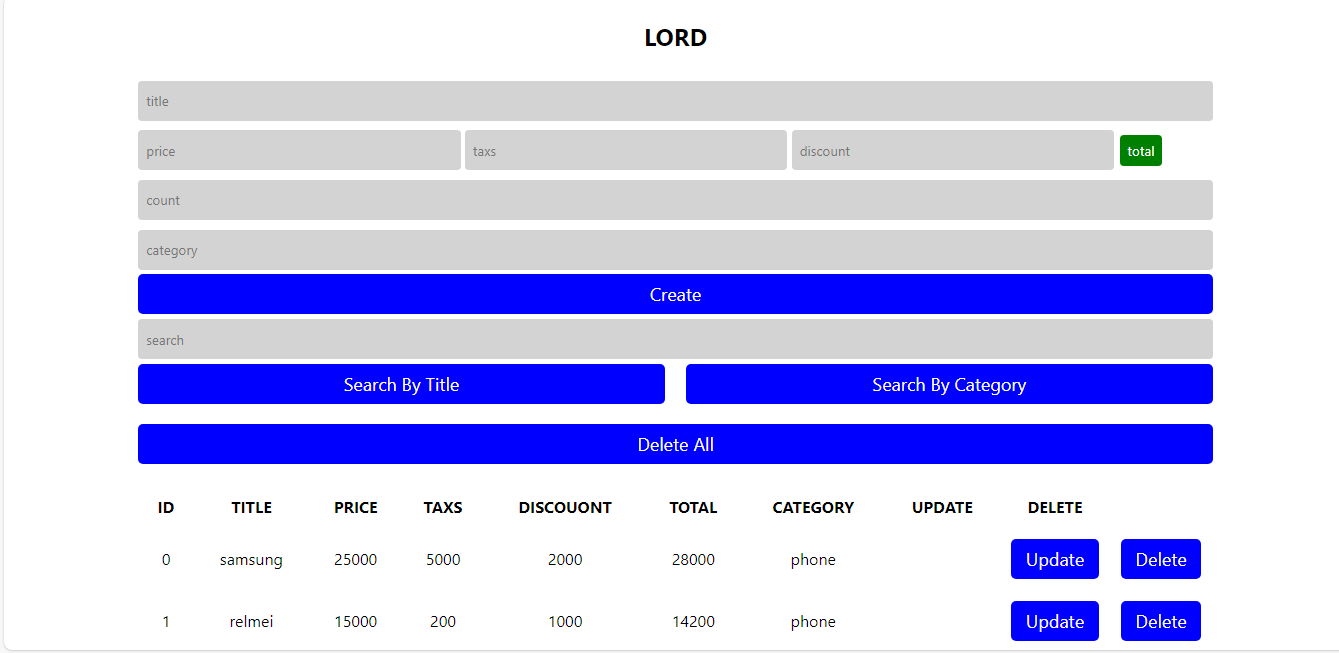 LORD
title
price taxs discount total
count
category
Create
search
Search By Title Search By Category
Delete All
ID TITLE PRICE TAXS DISCOUONT TOTAL CATEGORY UPDATE DELETE
0 samsung 25000 5000 2000 28000 phone Update Delete
1 relmei 15000 200 1000 14200 phone Update Delete